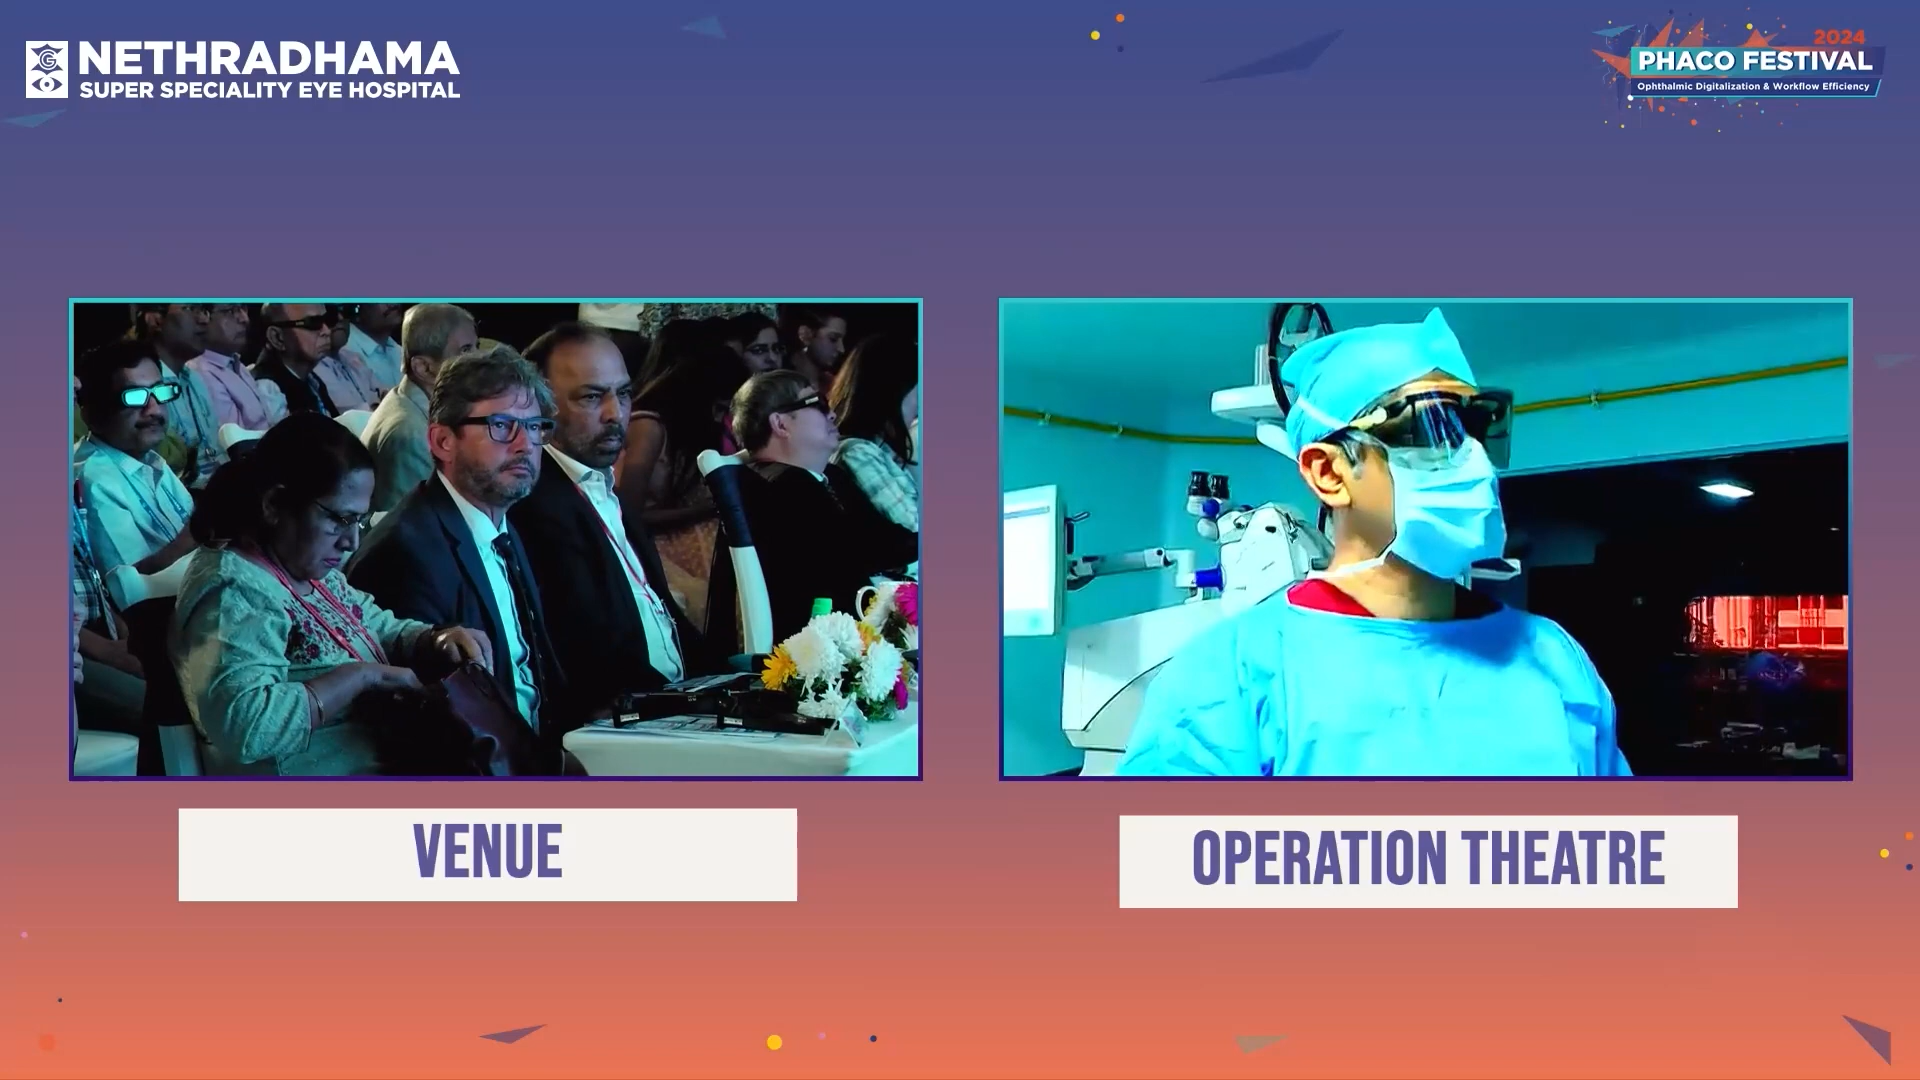 NETHRADHAMA
SUPER SPECIALITY EYE HOSPITAL
2024
PHACO FESTIVAL
Ophthalmic Digitalization & Workflow Efficiency
VENUE
OPERATION THEATRE